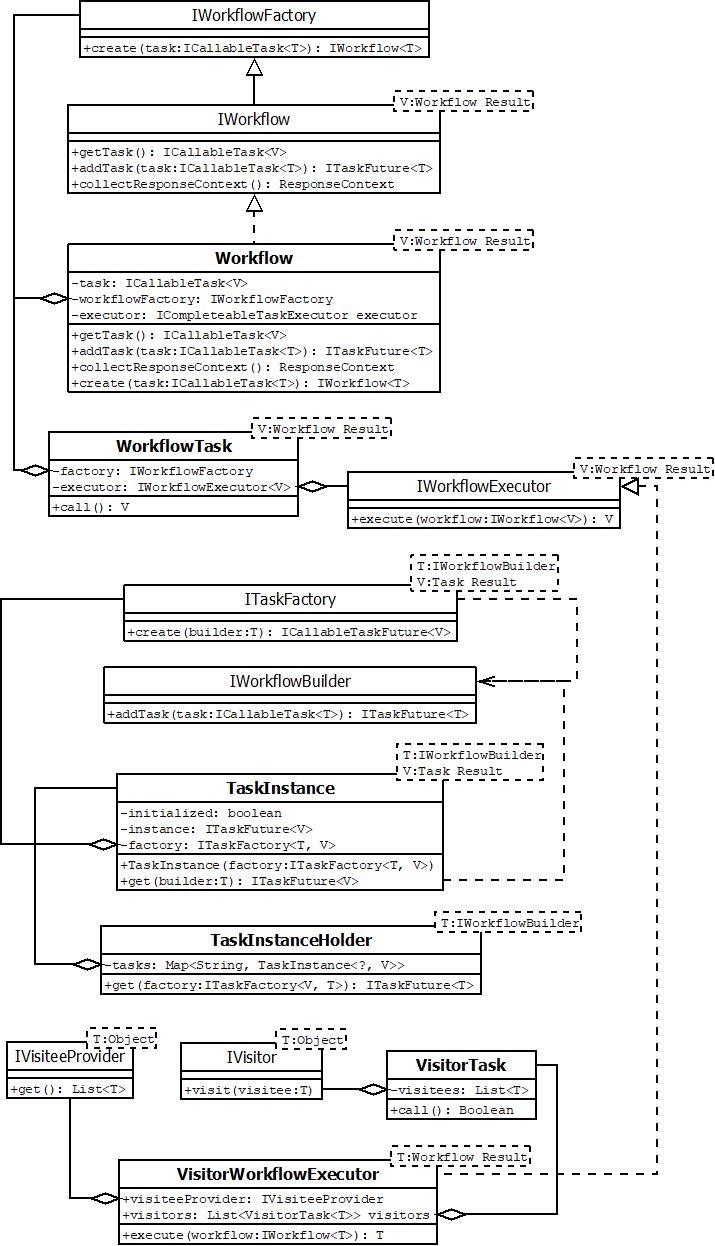 IWorkflowFactory
+create(task:ICallableTask<T>): IWorkflow<T>
V:Workflow Result
IWorkflow
+getTask(): ICallableTask<V>
+addTask(task:ICallableTask<T>): ITaskFuture<T>
+collectResponseContext(): ResponseContext
V:Workflow Result
Workflow
-task: ICallableTask<V>
-workflowFactory: IWorkflowFactory
-executor: ICompleteableTaskExecutor executor
+getTask(): ICallableTask<V>
+addTask(task:ICallableTask<T>): ITaskFuture<T>
+collectResponseContext(): ResponseContext
+create(task:ICallableTask<T>): IWorkflow<T>
V:Workflow Result
WorkflowTask
-factory: IWorkflowFactory
-executor: IWorkflowExecutor<V>
+call(): V
V:Workflow Result
IWorkflowExecutor
+execute(workflow:IWorkflow<V>): V
T:IWorkflowBuilder
V:Task Result
ITaskFactory
+create(builder:T): ICallableTaskFuture<V>
IWorkflowBuilder
+addTask(task:ICallableTask<T>): ITaskFuture<T>
T:IWorkflowBuilder
V:Task Result
TaskInstance
-initialized: boolean
-instance: ITaskFuture<V>
-factory: ITaskFactory<T, V>
+TaskInstance(factory:ITaskFactory<T, V>)
+get(builder:T): ITaskFuture<V>
T:IWorkflowBuilder
TaskInstanceHolder
-tasks: Map<String, TaskInstance<?, V>>
+get(factory:ITaskFactory<V, T>): ITaskFuture<T>
T:Object
IVisiteeProvider
+get(): List<T>
T:Object
IVisitor
+visit(visitee:T)
VisitorTask
-visitees: List<T>
+call(): Boolean
T:Workflow Result
VisitorWorkflowExecutor
+visiteeProvider: IVisiteeProvider
+visitors: List<VisitorTask<T>> visitors
+execute(workflow:IWorkflow<T>): T